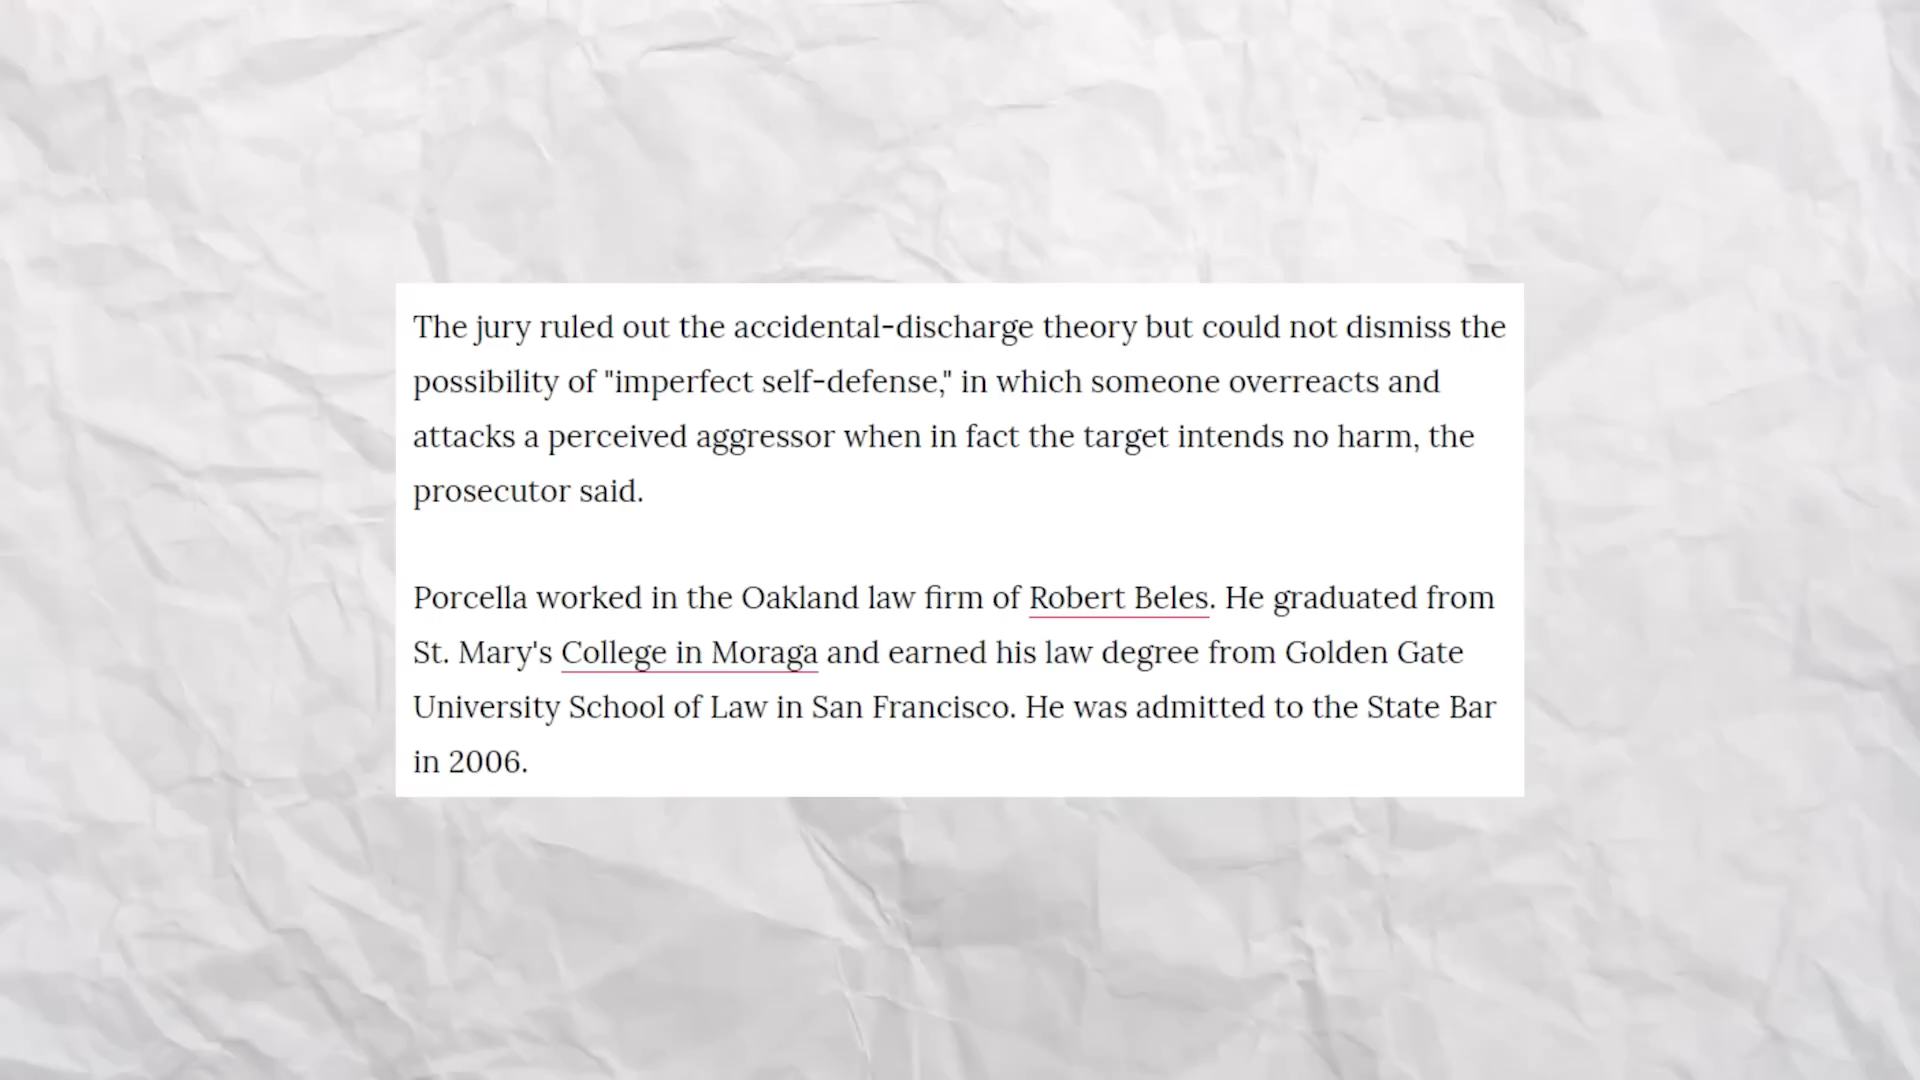 The jury ruled out the accidental-discharge theory but could not dismiss the
possibility of "imperfect self-defense," in which someone overreacts and
attacks a perceived aggressor when in fact the target intends no harm, the
prosecutor said.
Porcella worked in the Oakland law firm of Robert Beles. He graduated from
St. Mary's College in Moraga and earned his law degree from Golden Gate
University School of Law in San Francisco. He was admitted to the State Bar
in 2006.